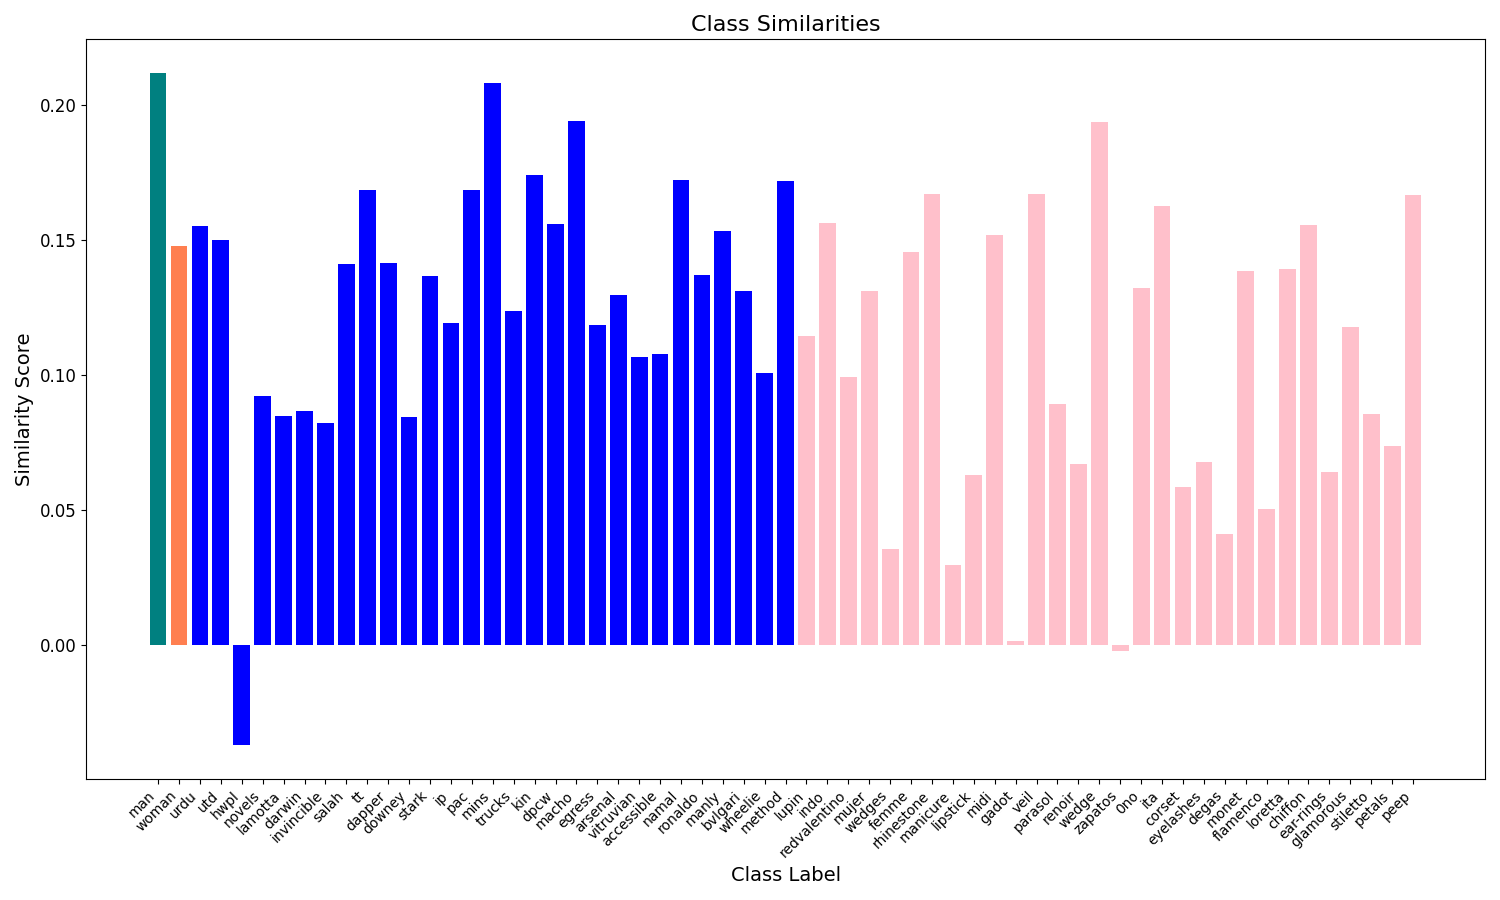 Class Similarities
Similarity Score
0.20
0.15
0.10
0.05
0.00
man
woman
urdu
utd
hwpl
novels
lamotta
darwin
invincible
salah
tt
dapper
downey
stark
ip
pac
mins
trucks
kin
dpcw
macho
egress
arsenal
vitruvian
accessible
namal
ronaldo
manly
bvlgari
wheelie
method
lupin
indo
redvalentino
mujer
wedges
femme
rhinestone
manicure
lipstick
midi
gadot
veil
parasol
renoir
wedge
zapatos
0no
ita
corset
eyelashes
degas
monet
flamenco
loretta
chiffon
ear-rings
glamorous
stiletto
petals
peep
Class Label